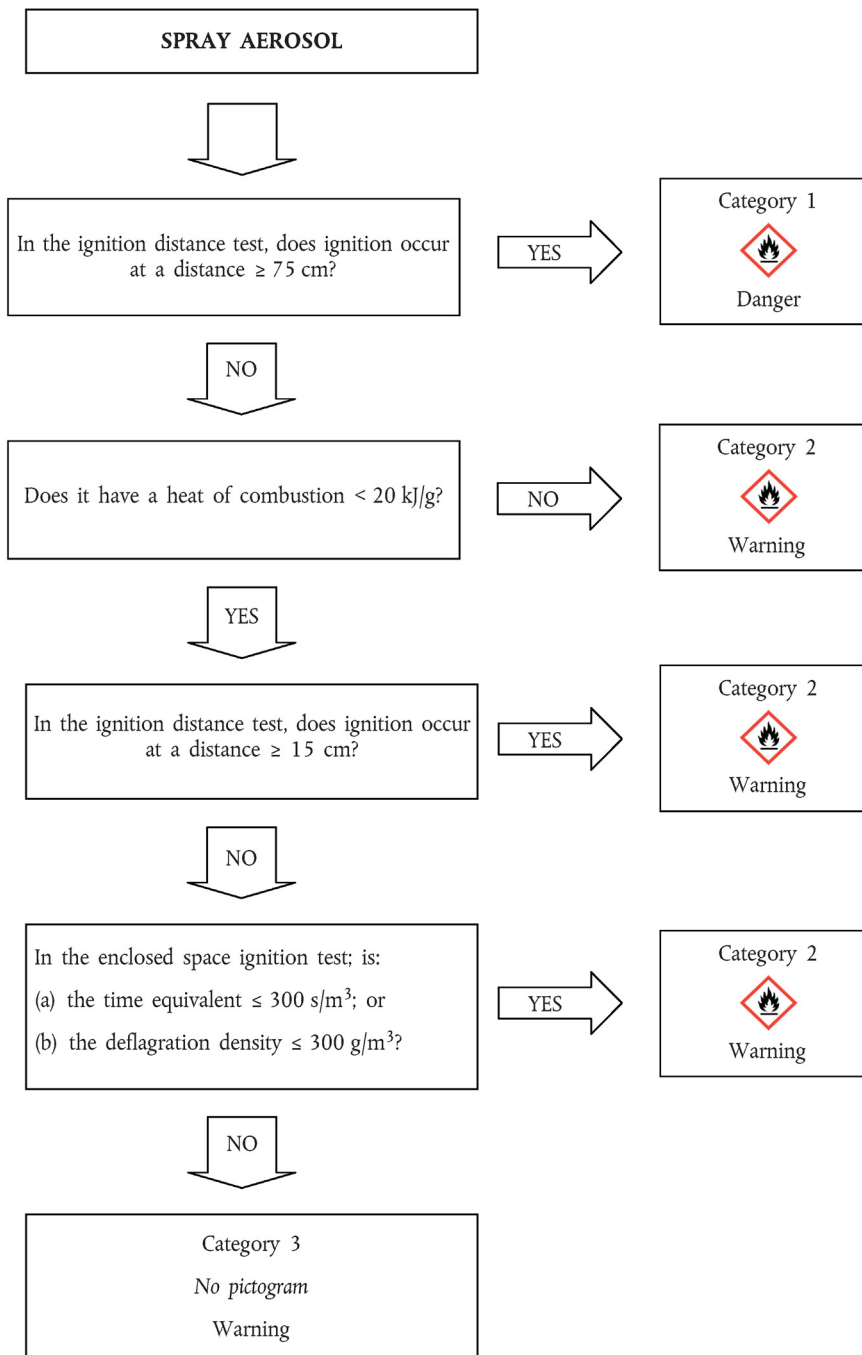 SPRAY AEROSOL
In the ignition distance test, does ignition occur
at a distance ≥ 75 cm?
YES
Category 1
Danger
NO
Does it have a heat of combustion < 20 kJ/g?
NO
Category 2
Warning
YES
In the ignition distance test, does ignition occur
at a distance ≥ 15 cm?
YES
Category 2
Warning
NO
In the enclosed space ignition test; is:
(a) the time equivalent ≤ 300 s/m³; or
(b) the deflagration density ≤ 300 g/m³?
YES
Category 2
Warning
NO
Category 3
No pictogram
Warning